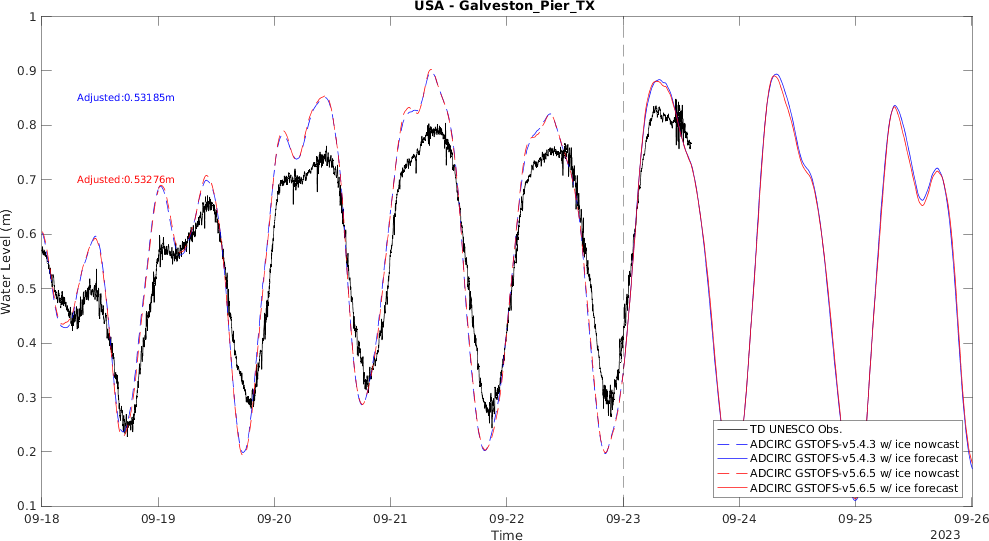 USA - Galveston_Pier_TX
1
0.9
0.8
0.7
0.6
0.5
0.4
0.3
0.2
0.1
Water Level (m)
Adjusted:0.53185m
Adjusted:0.53276m
TD UNESCO Obs.
ADCIRC GSTOFS-v5.4.3 w/ ice nowcast
ADCIRC GSTOFS-v5.4.3 w/ ice forecast
ADCIRC GSTOFS-v5.6.5 w/ ice nowcast
ADCIRC GSTOFS-v5.6.5 w/ ice forecast
09-18 09-19 09-20 09-21 09-22 09-23 09-24 09-25 09-26
Time
2023